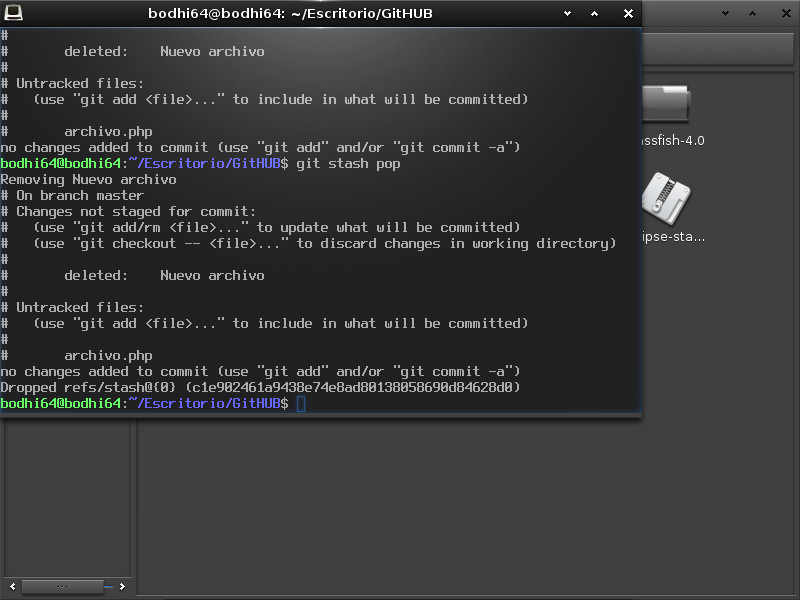 bodhi64@bodhi64: ~/Escritorio/GitHUB
#
#       deleted:    Nuevo archivo
#
# Untracked files:
#   (use "git add <file>..." to include in what will be committed)
#
#       archivo.php
no changes added to commit (use "git add" and/or "git commit -a")
bodhi64@bodhi64:~/Escritorio/GitHUB$ git stash pop
Removing Nuevo archivo
# On branch master
# Changes not staged for commit:
#   (use "git add/rm <file>..." to update what will be committed)
#   (use "git checkout -- <file>..." to discard changes in working directory)
#
#       deleted:    Nuevo archivo
#
# Untracked files:
#   (use "git add <file>..." to include in what will be committed)
#
#       archivo.php
no changes added to commit (use "git add" and/or "git commit -a")
Dropped refs/stash@{0} (c1e902461a9438e74e8ad80138058690d84628d0)
bodhi64@bodhi64:~/Escritorio/GitHUB$
assfish-4.0
ipse-sta...